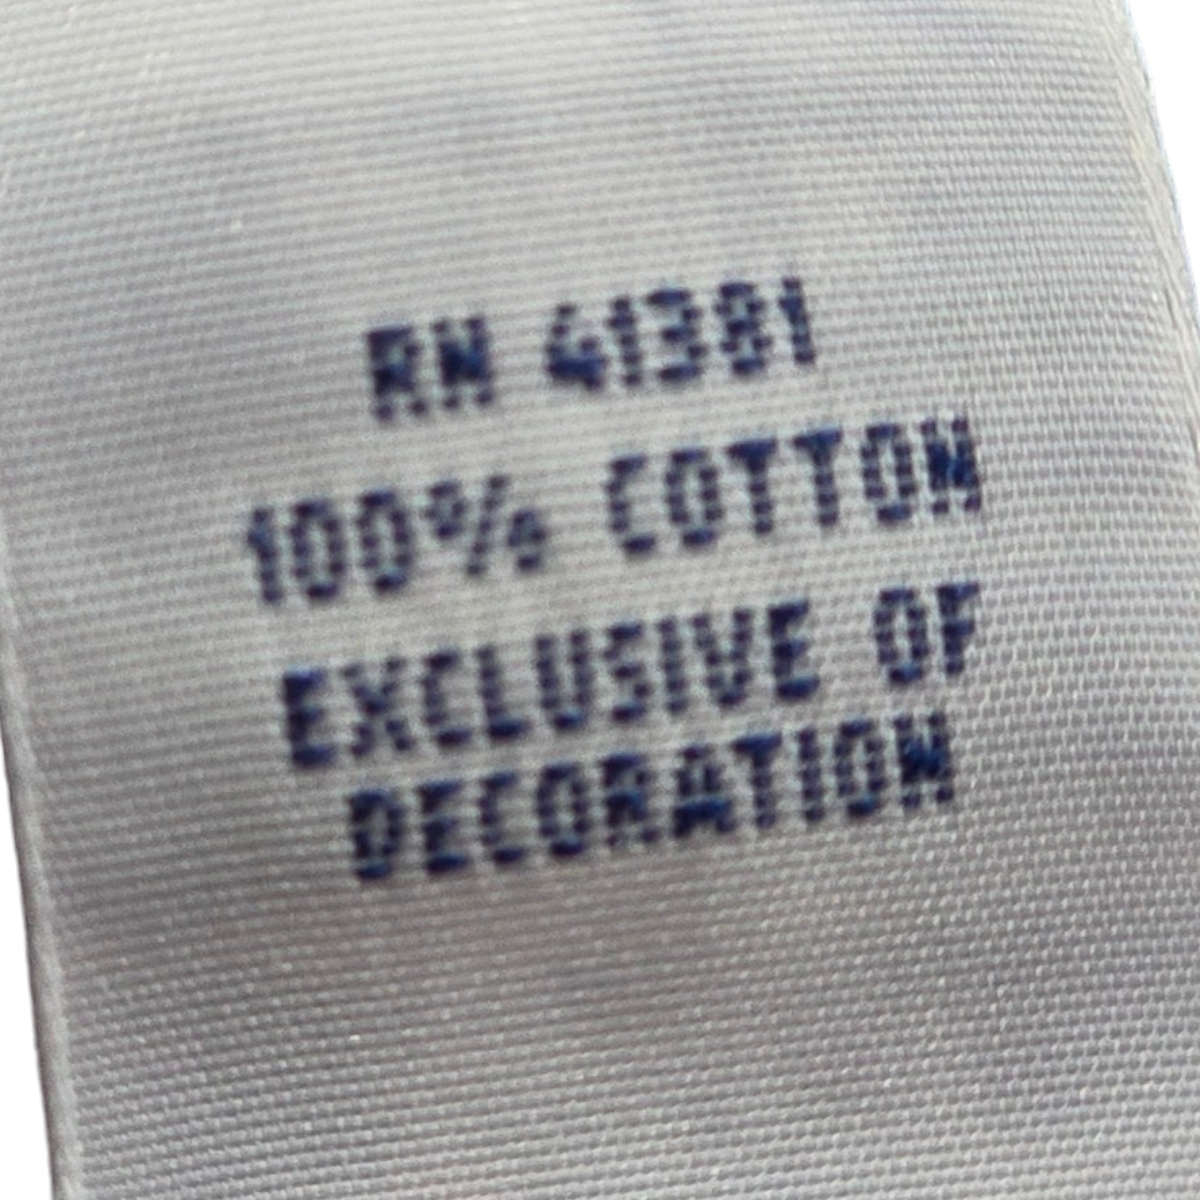 RN 41381
100% COTTON
EXCLUSIVE OF
DECORATION